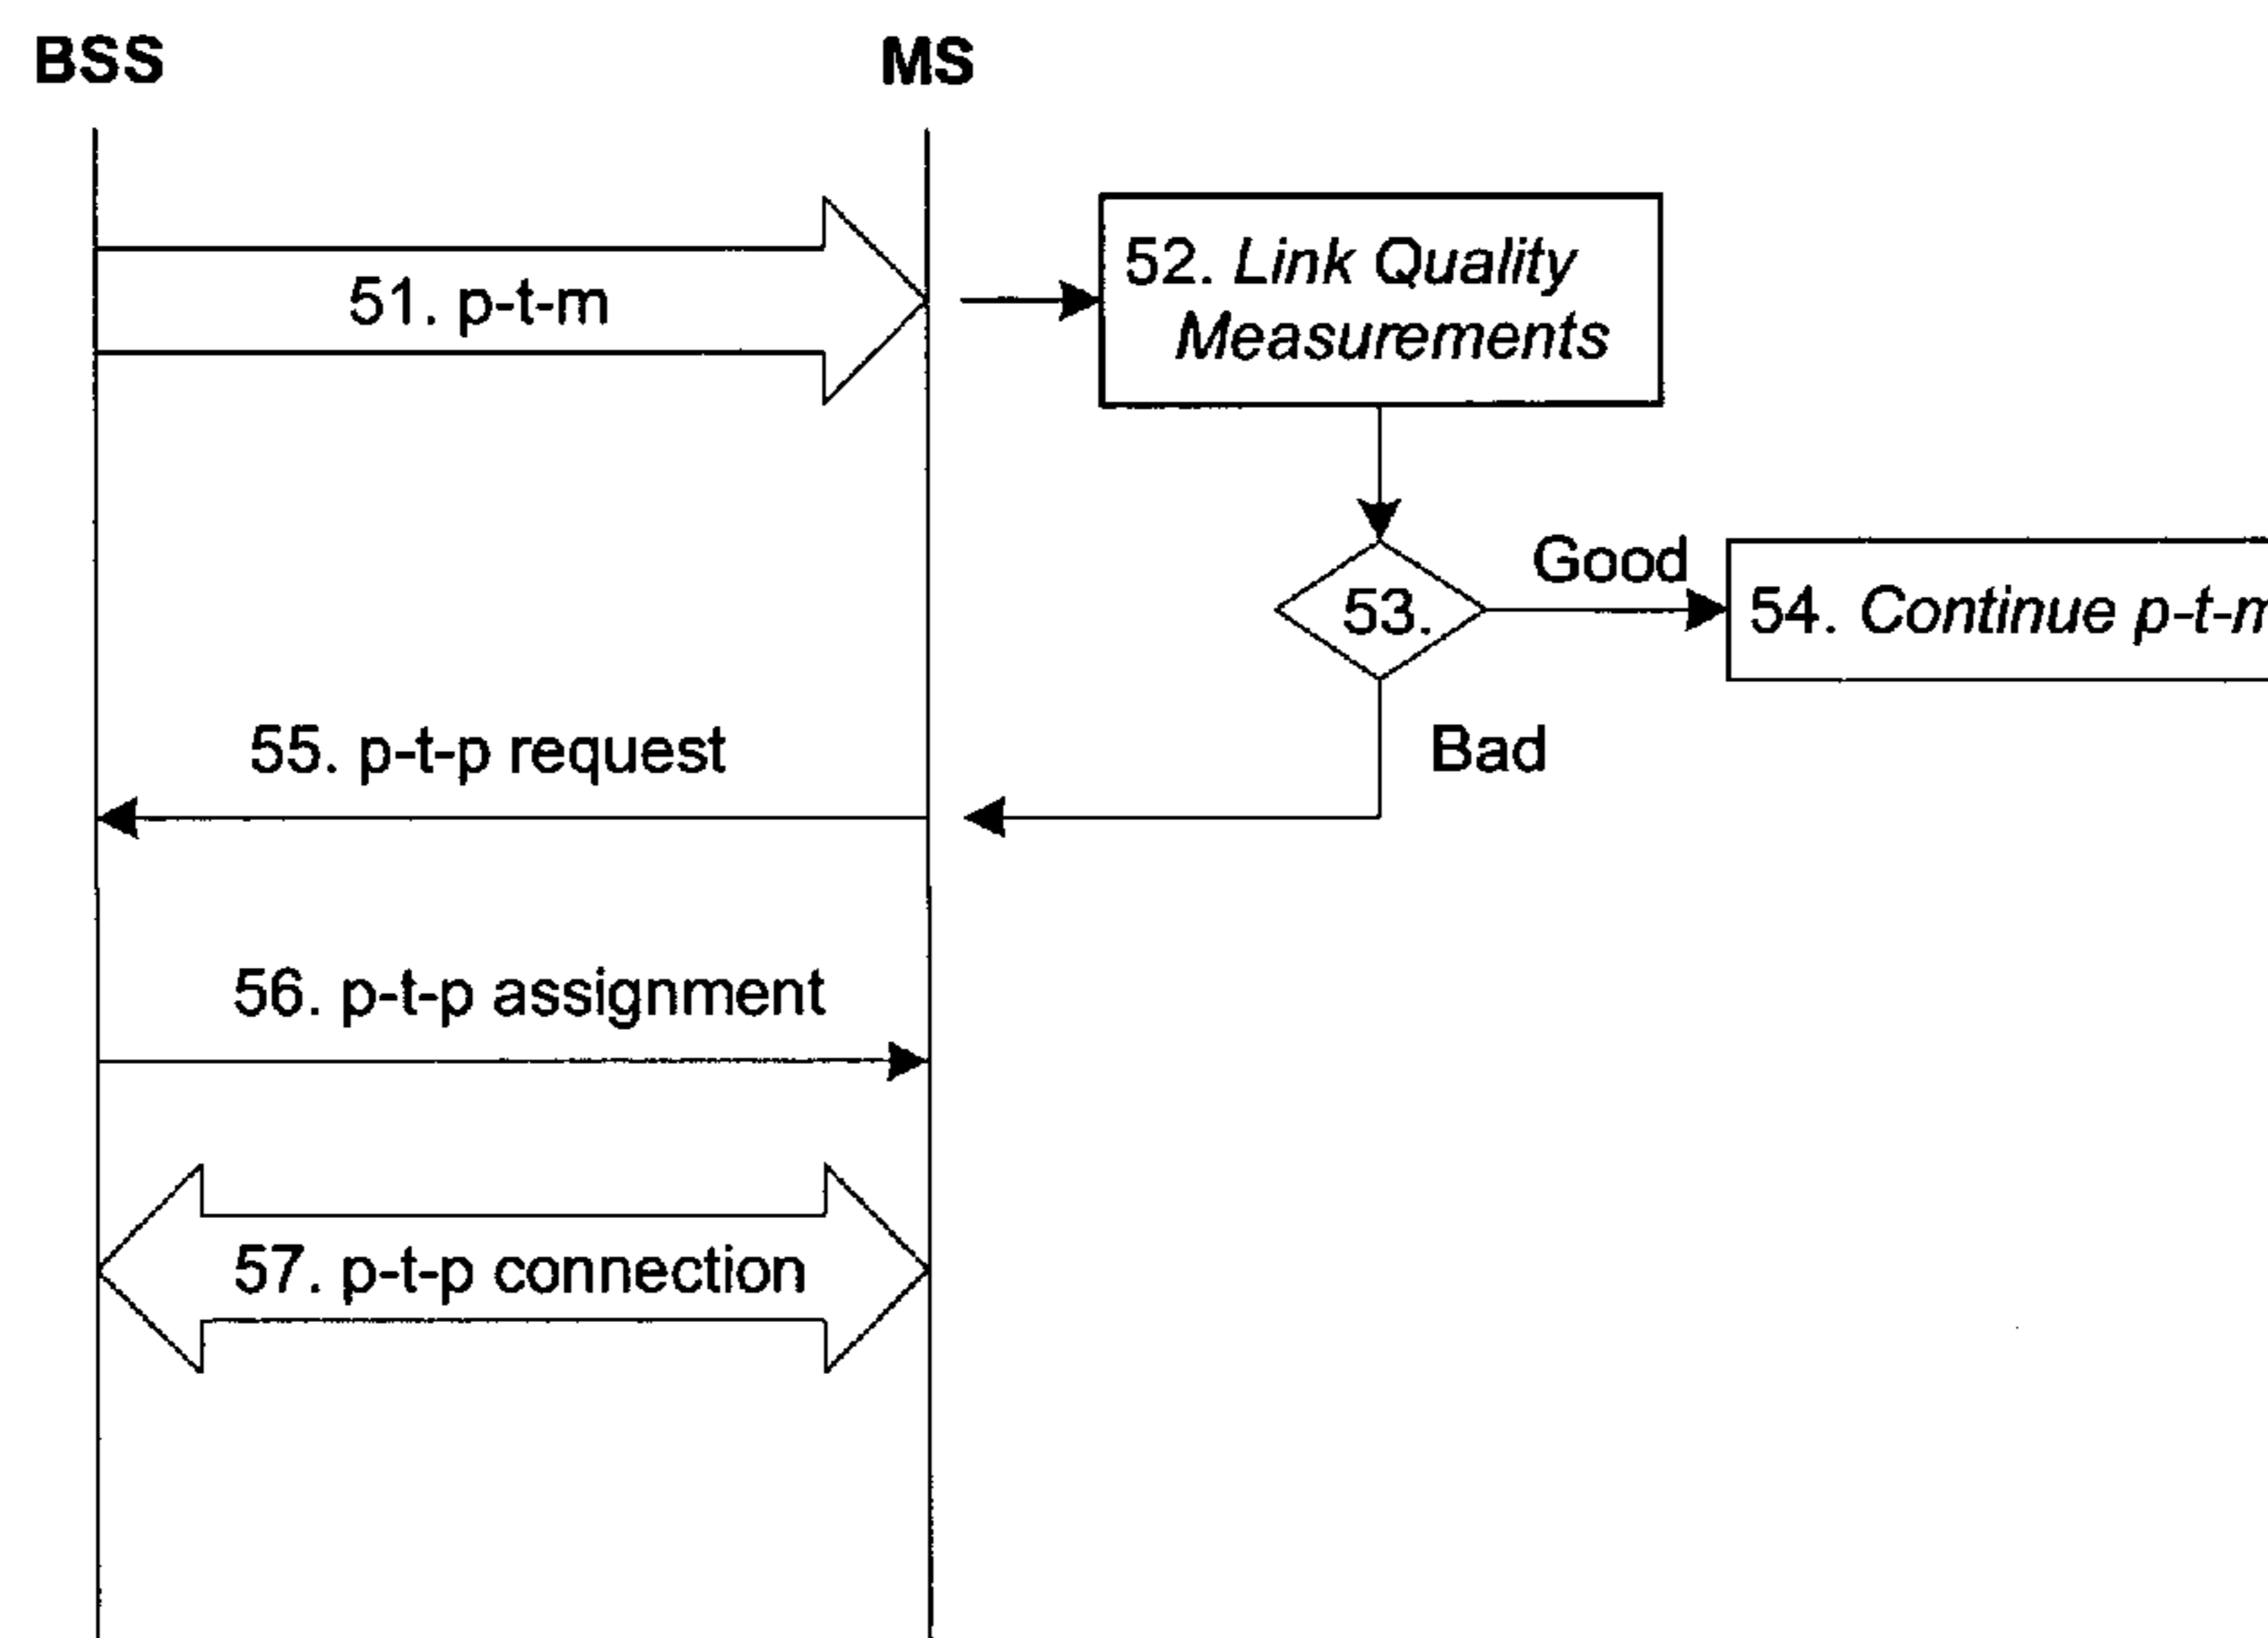 BSS
MS
51. p-t-m
52. Link Quality
Measurements
53.
Good
54. Continue p-t-m
Bad
55. p-t-p request
56. p-t-p assignment
57. p-t-p connection